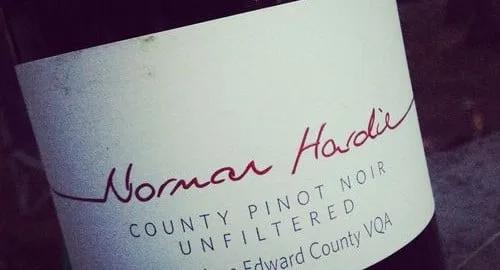 Norman Hardie
COUNTY PINOT NOIR
UNFILTERED
Edward County VQA